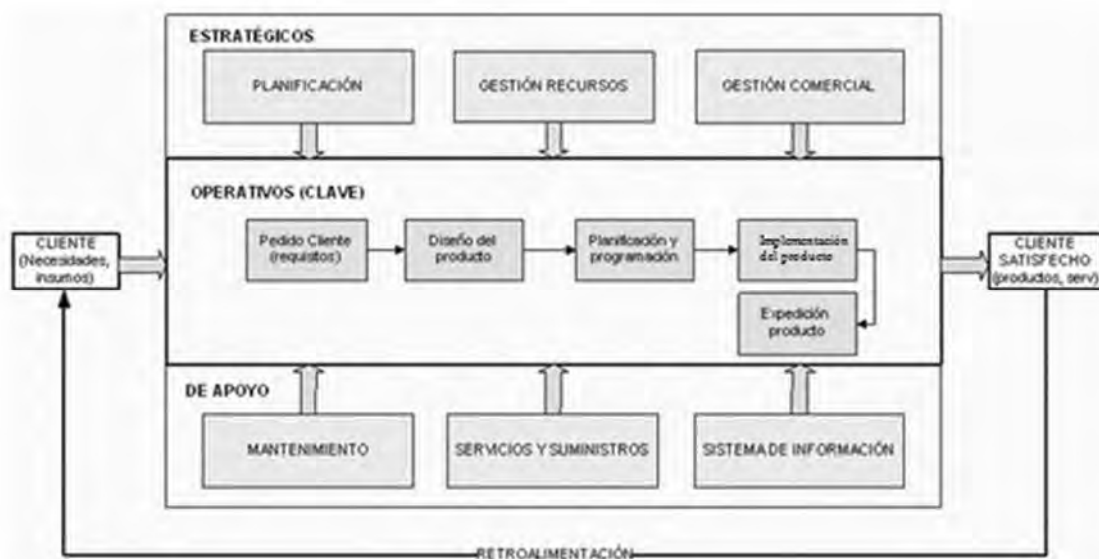 ESTRATÉGICOS
PLANIFICACIÓN
GESTIÓN RECURSOS
GESTIÓN COMERCIAL
OPERATIVOS (CLAVE)
CLIENTE
(Necesidades,
insumos)
Pedido Cliente
(requisitos)
Diseño del
producto
Planificación y
programación
Implementación
del producto
Expedición
producto
CLIENTE
SATISFECHO
(productos, serv)
DE APOYO
MANTENIMIENTO
SERVICIOS Y SUMINISTROS
SISTEMA DE INFORMACIÓN
RETROALIMENTACIÓN